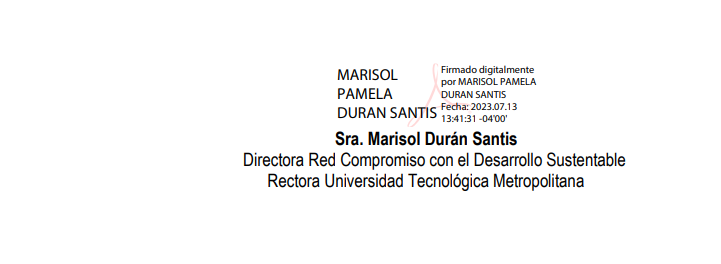 MARISOL
PAMELA
DURAN SANTIS
Firmado digitalmente
por MARISOL PAMELA
DURAN SANTIS
Fecha: 2023.07.13
13:41:31 -04'00'
Sra. Marisol Durán Santis
Directora Red Compromiso con el Desarrollo Sustentable
Rectora Universidad Tecnológica Metropolitana